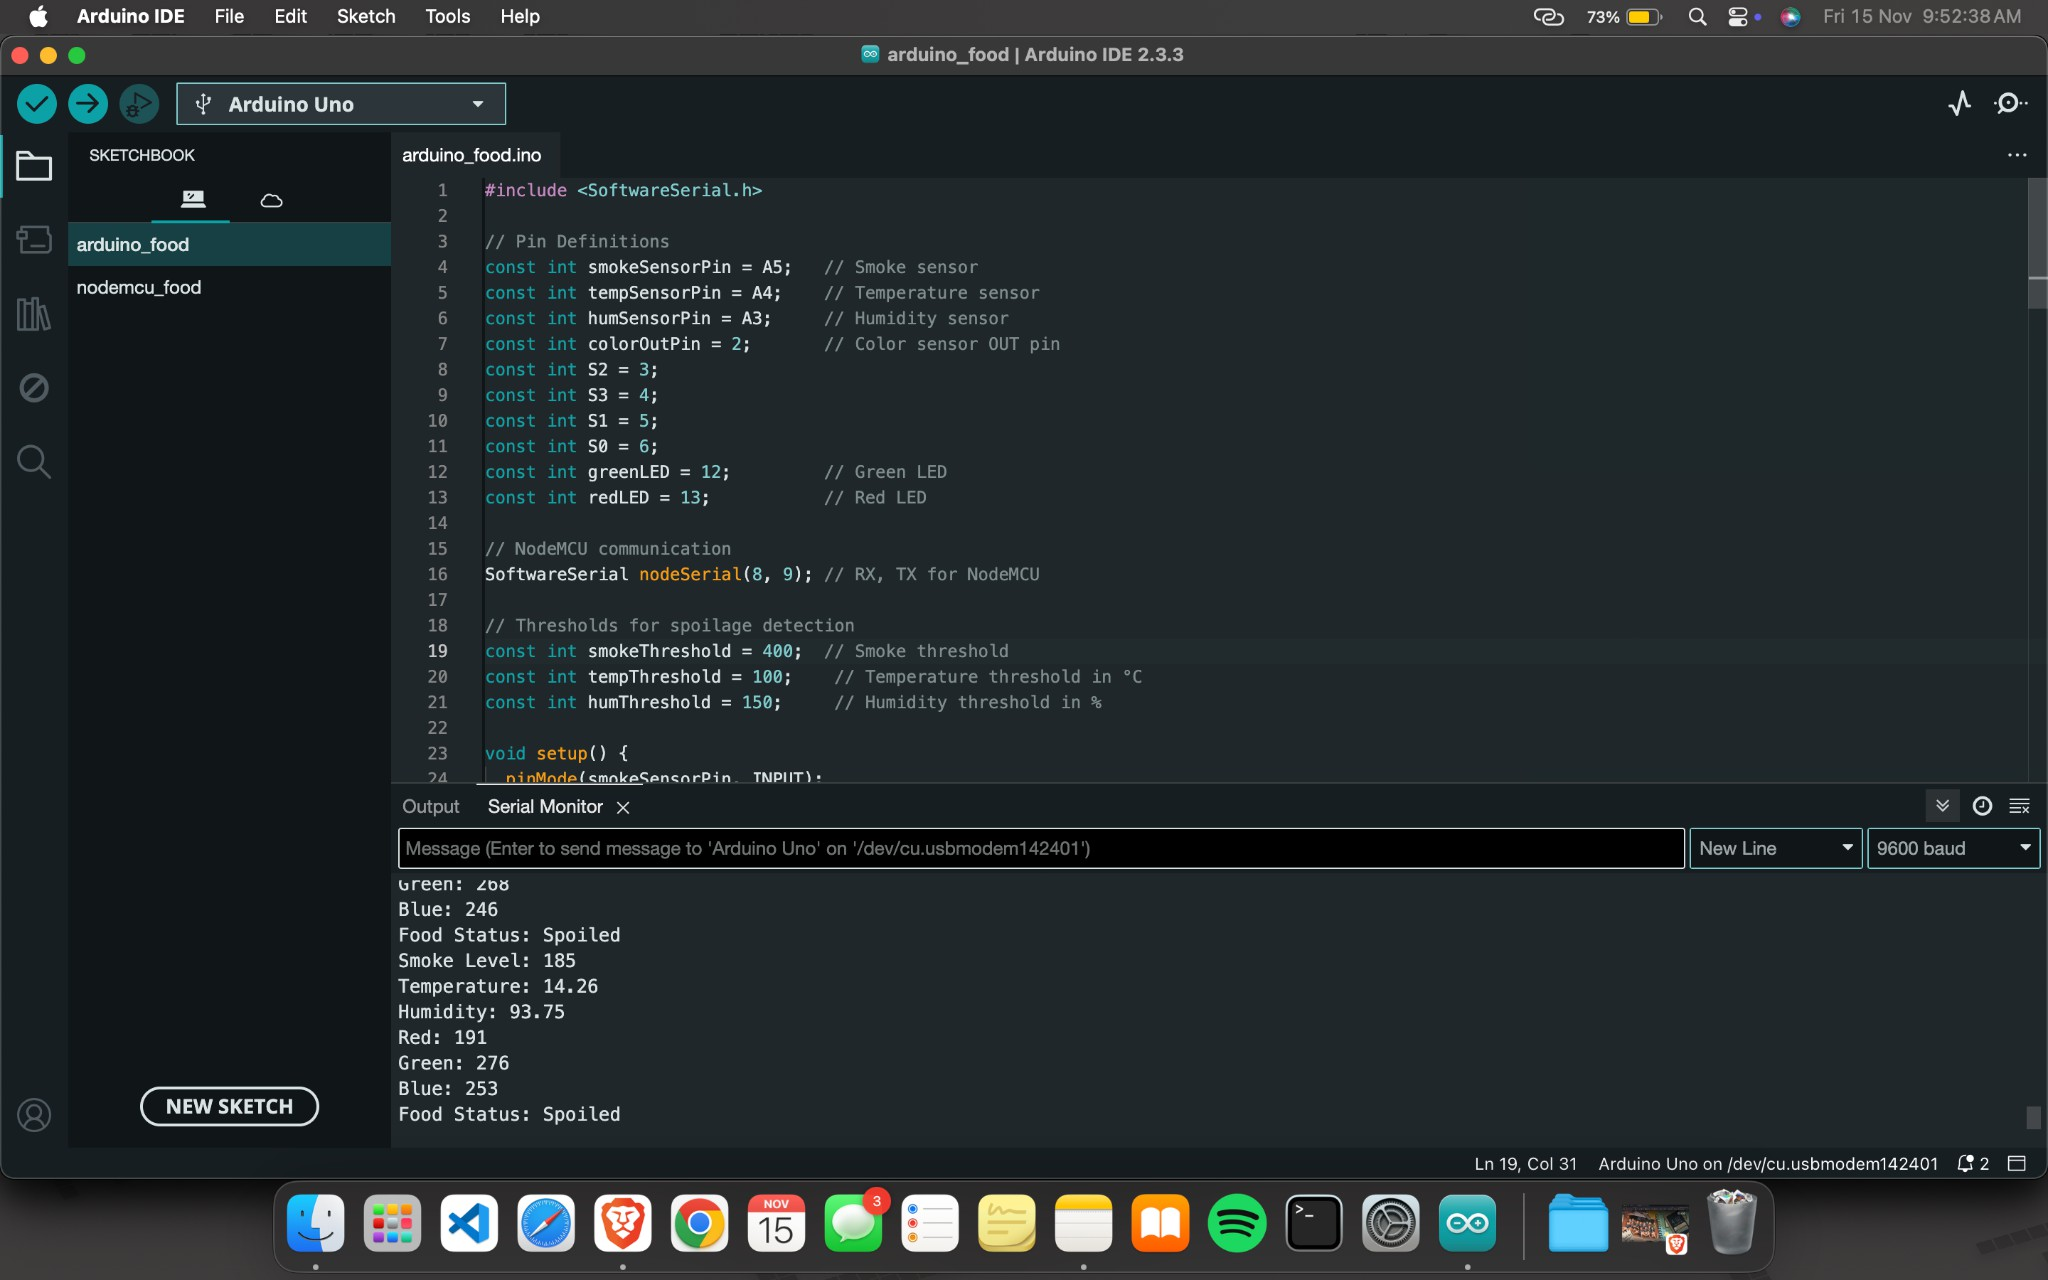 Arduino IDE File Edit Sketch Tools Help 73% Fri 15 Nov 9:52:38 AM
arduino_food | Arduino IDE 2.3.3
Arduino Uno
SKETCHBOOK
arduino_food
nodemcu_food
NEW SKETCH
arduino_food.ino
1 #include <SoftwareSerial.h>
2
3 // Pin Definitions
4 const int smokeSensorPin = A5; // Smoke sensor
5 const int tempSensorPin = A4; // Temperature sensor
6 const int humSensorPin = A3; // Humidity sensor
7 const int colorOutPin = 2; // Color sensor OUT pin
8 const int S2 = 3;
9 const int S3 = 4;
10 const int S1 = 5;
11 const int S0 = 6;
12 const int greenLED = 12; // Green LED
13 const int redLED = 13; // Red LED
14
15 // NodeMCU communication
16 SoftwareSerial nodeSerial(8, 9); // RX, TX for NodeMCU
17
18 // Thresholds for spoilage detection
19 const int smokeThreshold = 400; // Smoke threshold
20 const int tempThreshold = 100; // Temperature threshold in °C
21 const int humThreshold = 150; // Humidity threshold in %
22
23 void setup() {
24 pinMode(smokeSensorPin, INPUT);
Output Serial Monitor
Message (Enter to send message to 'Arduino Uno' on '/dev/cu.usbmodem142401') New Line 9600 baud
Green: 268
Blue: 246
Food Status: Spoiled
Smoke Level: 185
Temperature: 14.26
Humidity: 93.75
Red: 191
Green: 276
Blue: 253
Food Status: Spoiled
Ln 19, Col 31 Arduino Uno on /dev/cu.usbmodem142401 2
NOV
15
3